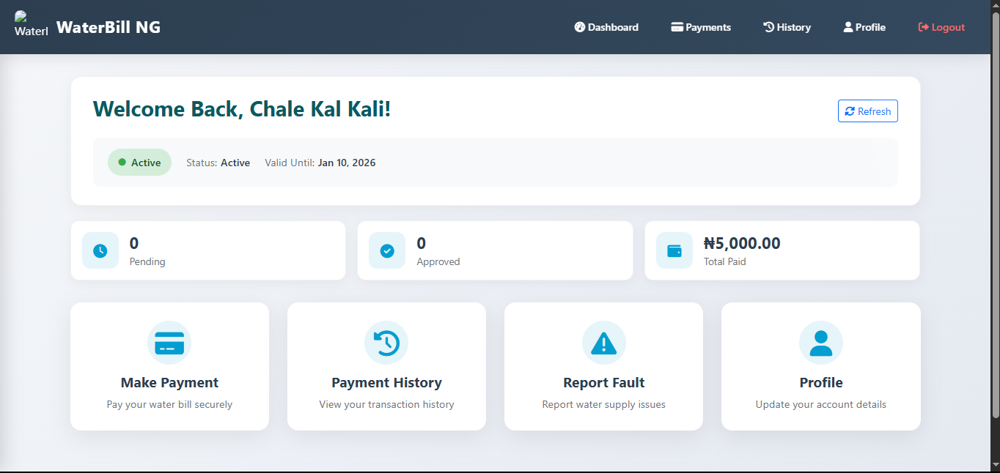 Waterl
WaterBill NG
Dashboard
Payments
History
Profile
Logout
Welcome Back, Chale Kal Kali!
Refresh
Active
Status: Active
Valid Until: Jan 10, 2026
0
Pending
0
Approved
₦5,000.00
Total Paid
Make Payment
Pay your water bill securely
Payment History
View your transaction history
Report Fault
Report water supply issues
Profile
Update your account details